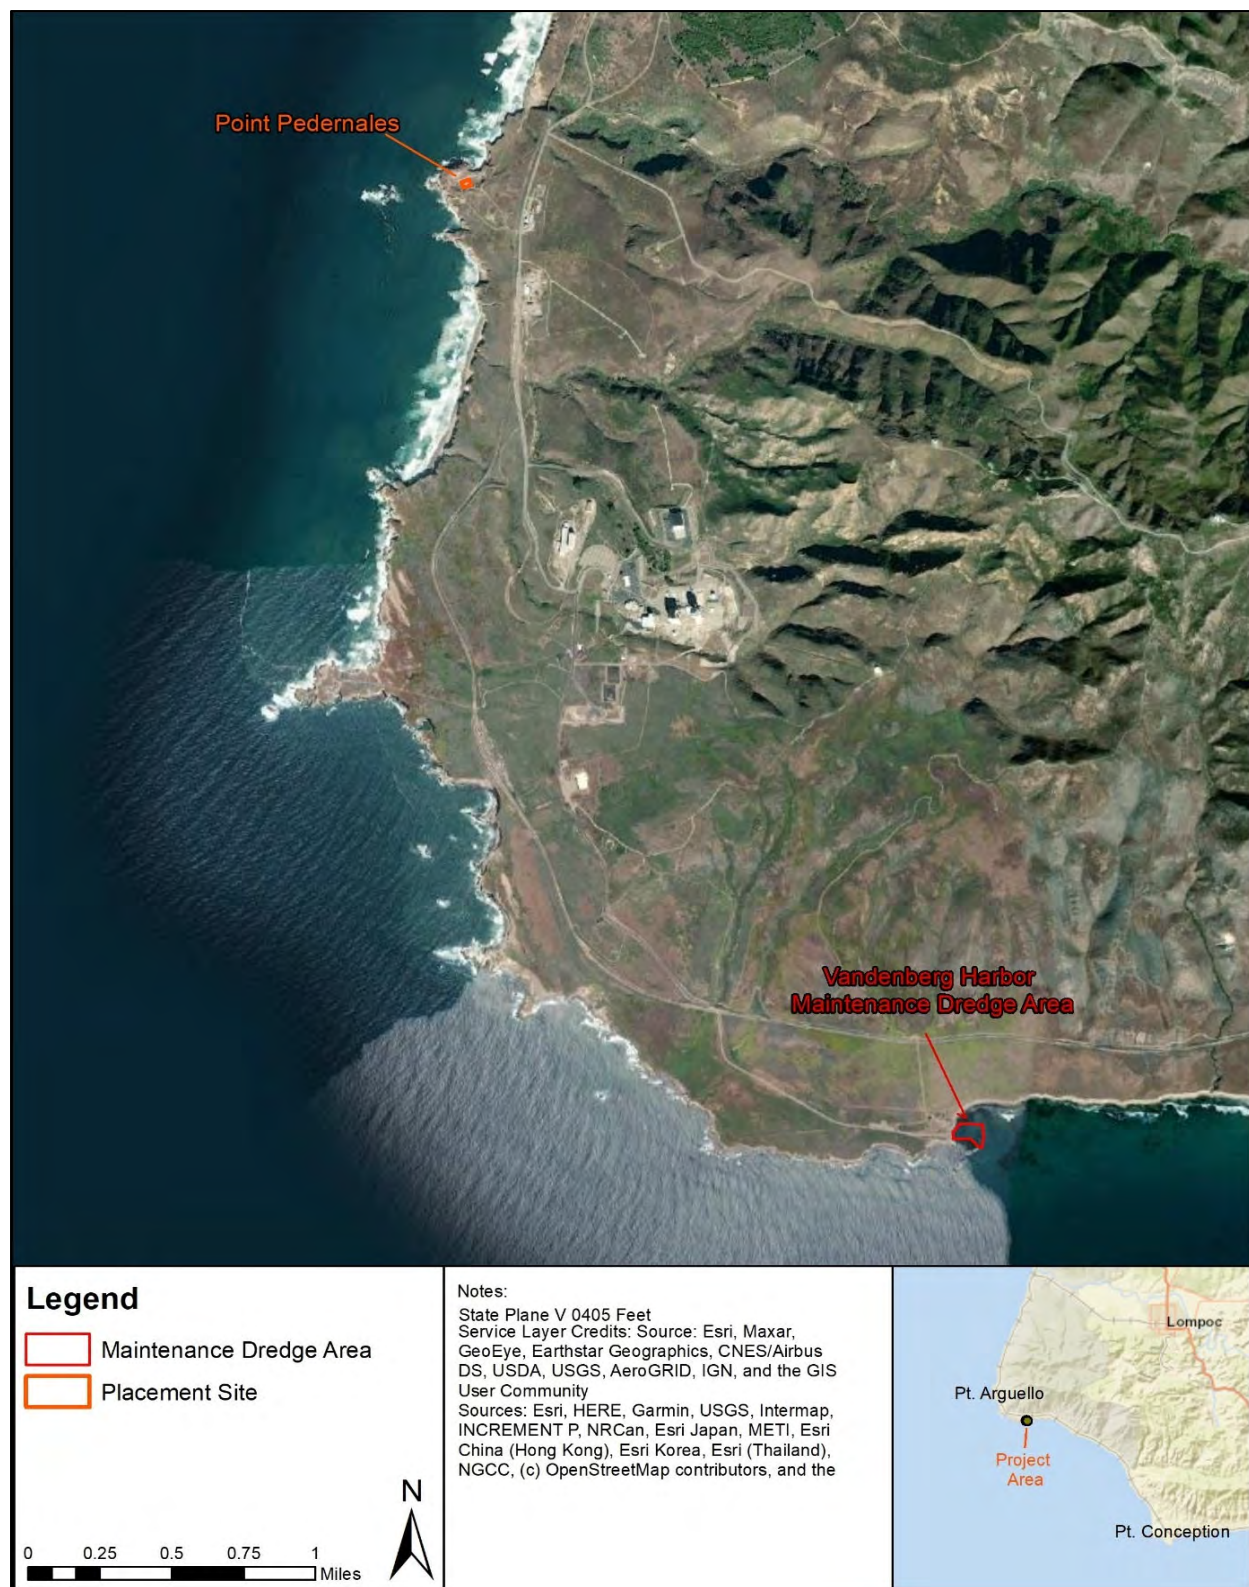 Point Pedernales
Vandenberg Harbor
Maintenance Dredge Area
Legend
Maintenance Dredge Area
Placement Site
N
0 0.25 0.5 0.75 1
Miles
Notes:
State Plane V 0405 Feet
Service Layer Credits: Source: Esri, Maxar,
GeoEye, Earthstar Geographics, CNES/Airbus
DS, USDA, USGS, AeroGRID, IGN, and the GIS
User Community
Sources: Esri, HERE, Garmin, USGS, Intermap,
INCREMENT P, NRCan, Esri Japan, METI, Esri
China (Hong Kong), Esri Korea, Esri (Thailand),
NGCC, (c) OpenStreetMap contributors, and the
Lompoc
Pt. Arguello
Project
Area
Pt. Conception